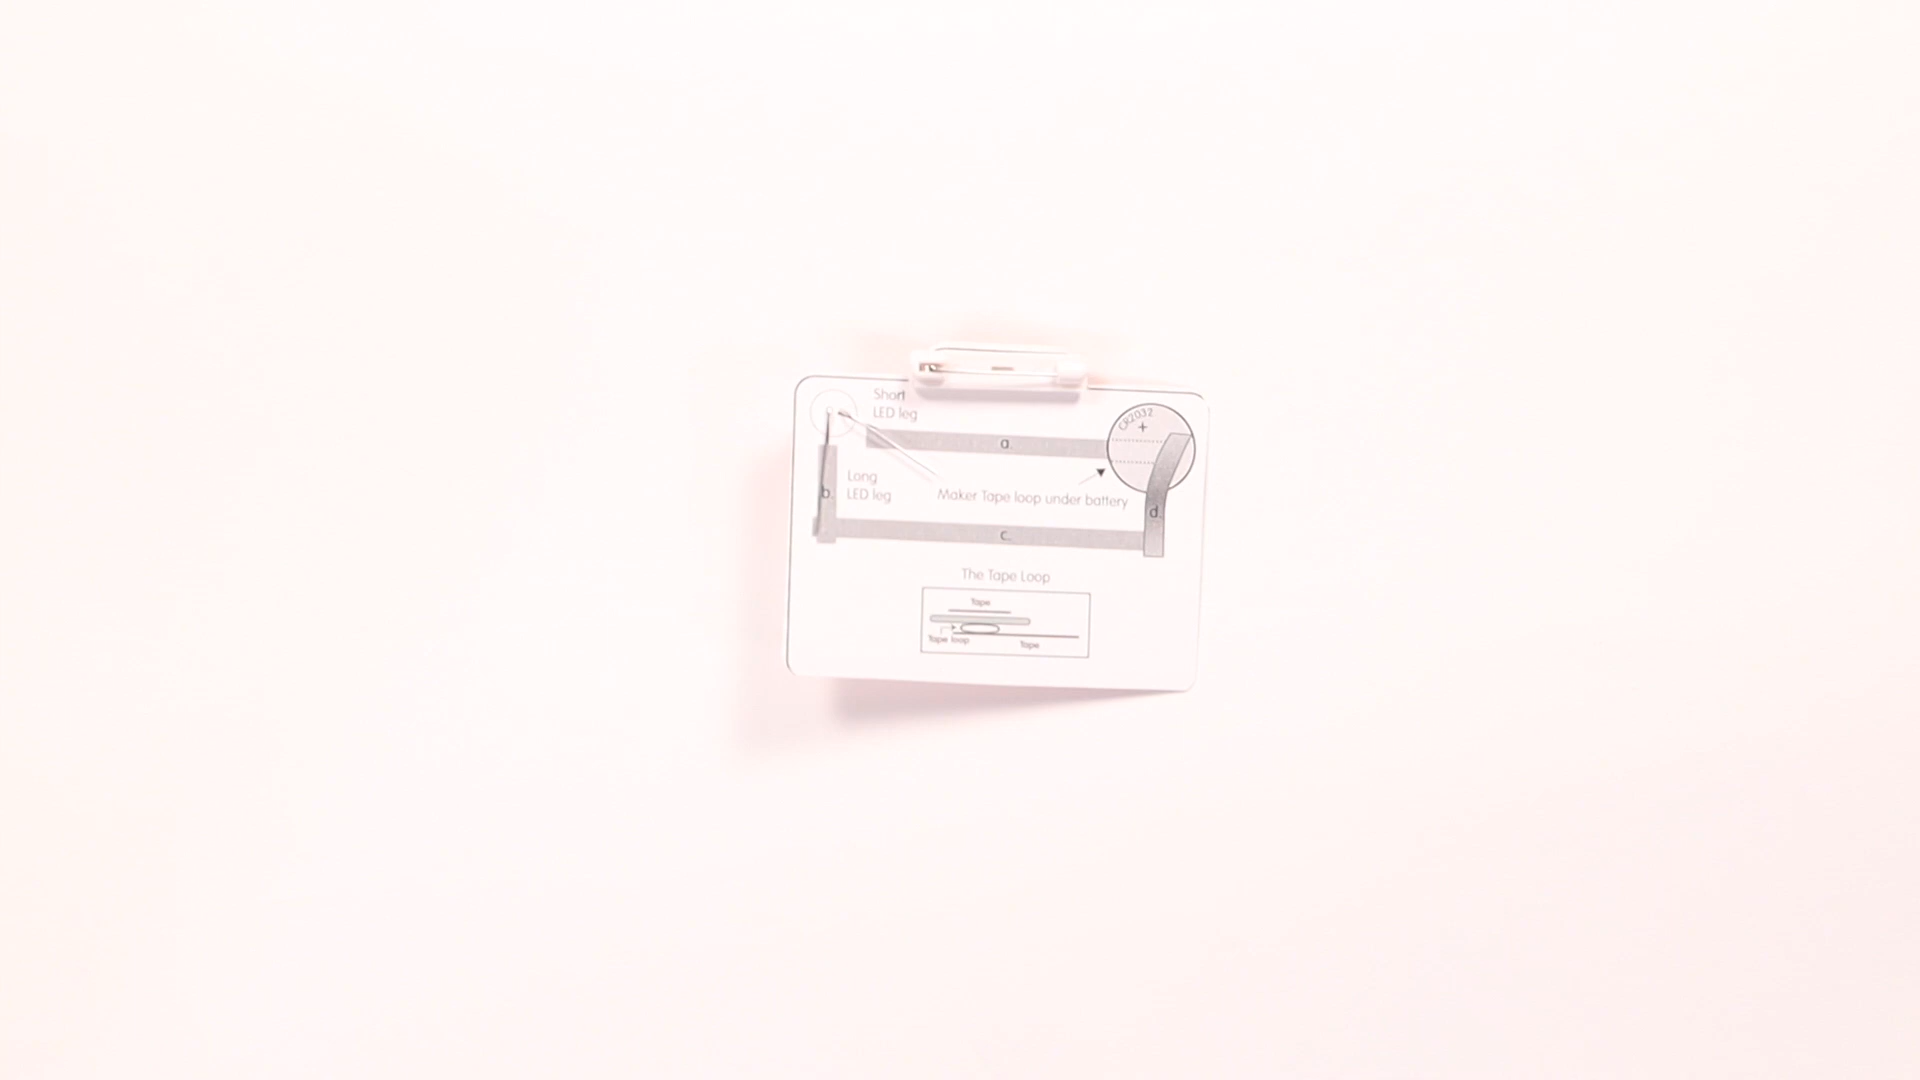 Short
LED leg
CR2032
+
a.
Long
LED leg
b.
Maker Tape loop under battery
d.
c.
The Tape Loop
Tape
Tape loop
Tape